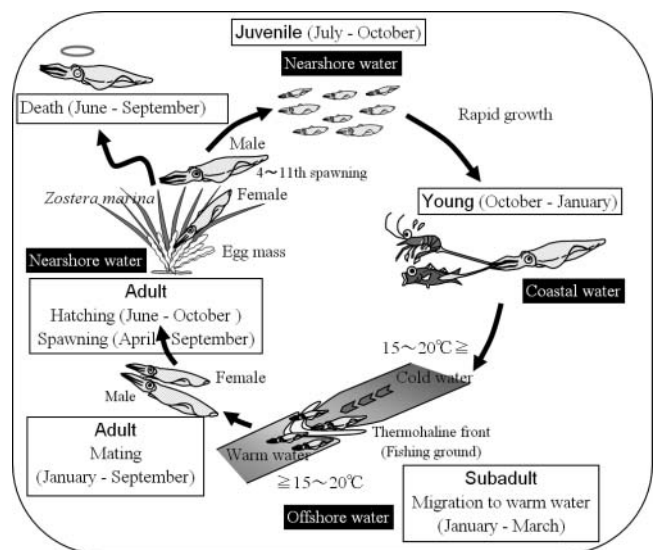 Juvenile (July - October)
Nearshore water
Death (June - September)
Rapid growth
Male
4～11th spawning
Zostera marina
Female
Young (October - January)
Egg mass
Nearshore water
Coastal water
Adult
Hatching (June - October )
Spawning (April - September)
15～20℃≧
Cold water
Female
Male
Thermohaline front
(Fishing ground)
Warm water
Adult
Mating
(January - September)
≧15～20℃
Subadult
Migration to warm water
(January - March)
Offshore water